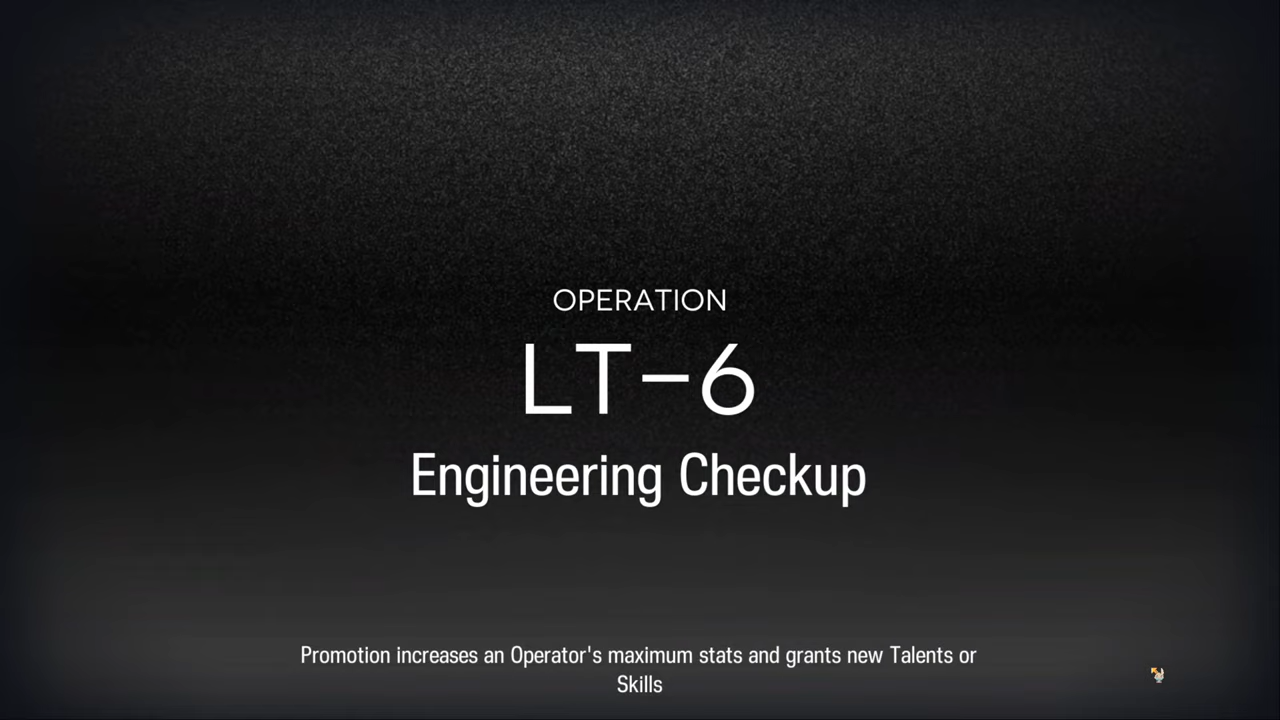 OPERATION
LT-6
Engineering Checkup
Promotion increases an Operator's maximum stats and grants new Talents or
Skills